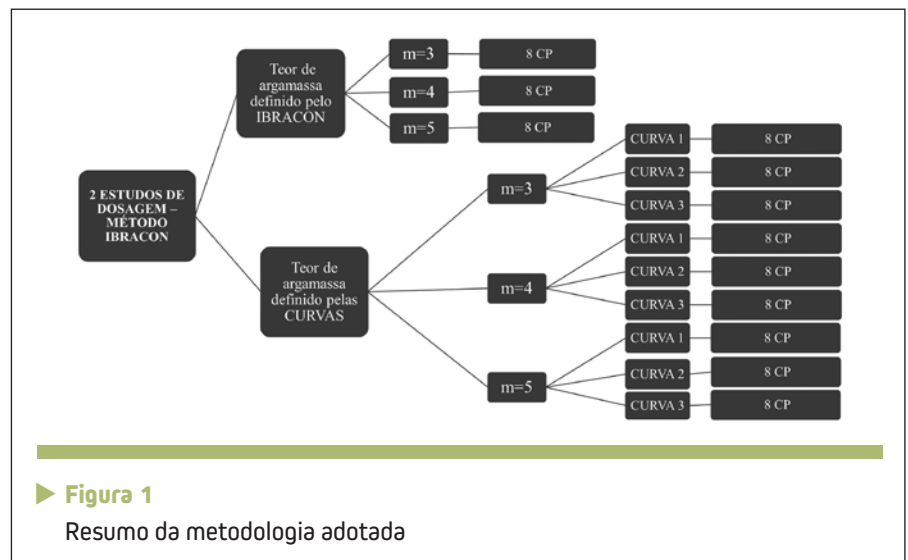 2 ESTUDOS DE
DOSAGEM –
MÉTODO
IBRACON
Teor de
argamassa
definido pelo
IBRACON
m=3
8 CP
m=4
8 CP
m=5
8 CP
Teor de
argamassa
definido pelas
CURVAS
m=3
CURVA 1
8 CP
CURVA 2
8 CP
CURVA 3
8 CP
m=4
CURVA 1
8 CP
CURVA 2
8 CP
CURVA 3
8 CP
m=5
CURVA 1
8 CP
CURVA 2
8 CP
CURVA 3
8 CP
Figura 1
Resumo da metodologia adotada